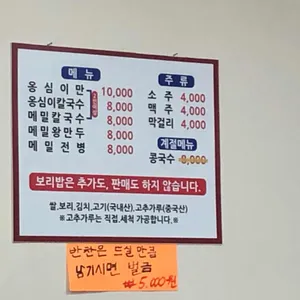 메뉴
옹심이만 10,000
옹심이칼국수 8,000
메밀칼국수 8,000
메밀왕만두 8,000
메밀전병 8,000
주류
소주 4,000
맥주 4,000
막걸리 4,000
계절메뉴
콩국수 8,000
보리밥은 추가도, 판매도 하지 않습니다.
쌀,보리,김치,고기(국내산),고추가루(중국산)
※고추가루는 직접,세척 가공합니다.※
반찬은 드실만큼
남기시면 벌금
₩5.000원